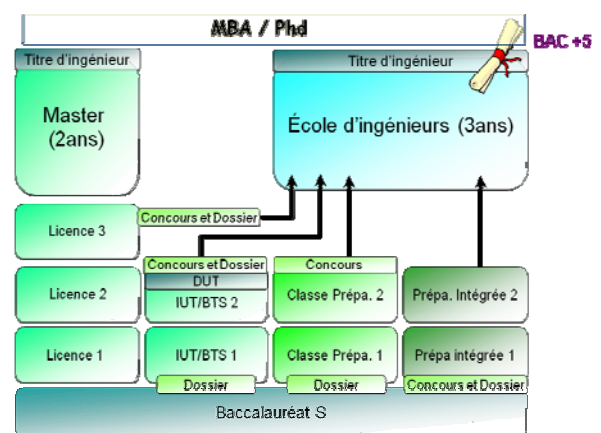 MBA / Phd
BAC +5
Titre d'ingénieur
Titre d'ingénieur
Master
(2ans)
École d'ingénieurs (3ans)
Licence 3
Concours et Dossier
Concours et Dossier
Concours
DUT
Licence 2
IUT/BTS 2
Classe Prépa. 2
Prépa. Intégrée 2
Licence 1
IUT/BTS 1
Classe Prépa. 1
Prépa intégrée 1
Dossier
Dossier
Concours et Dossier
Baccalauréat S